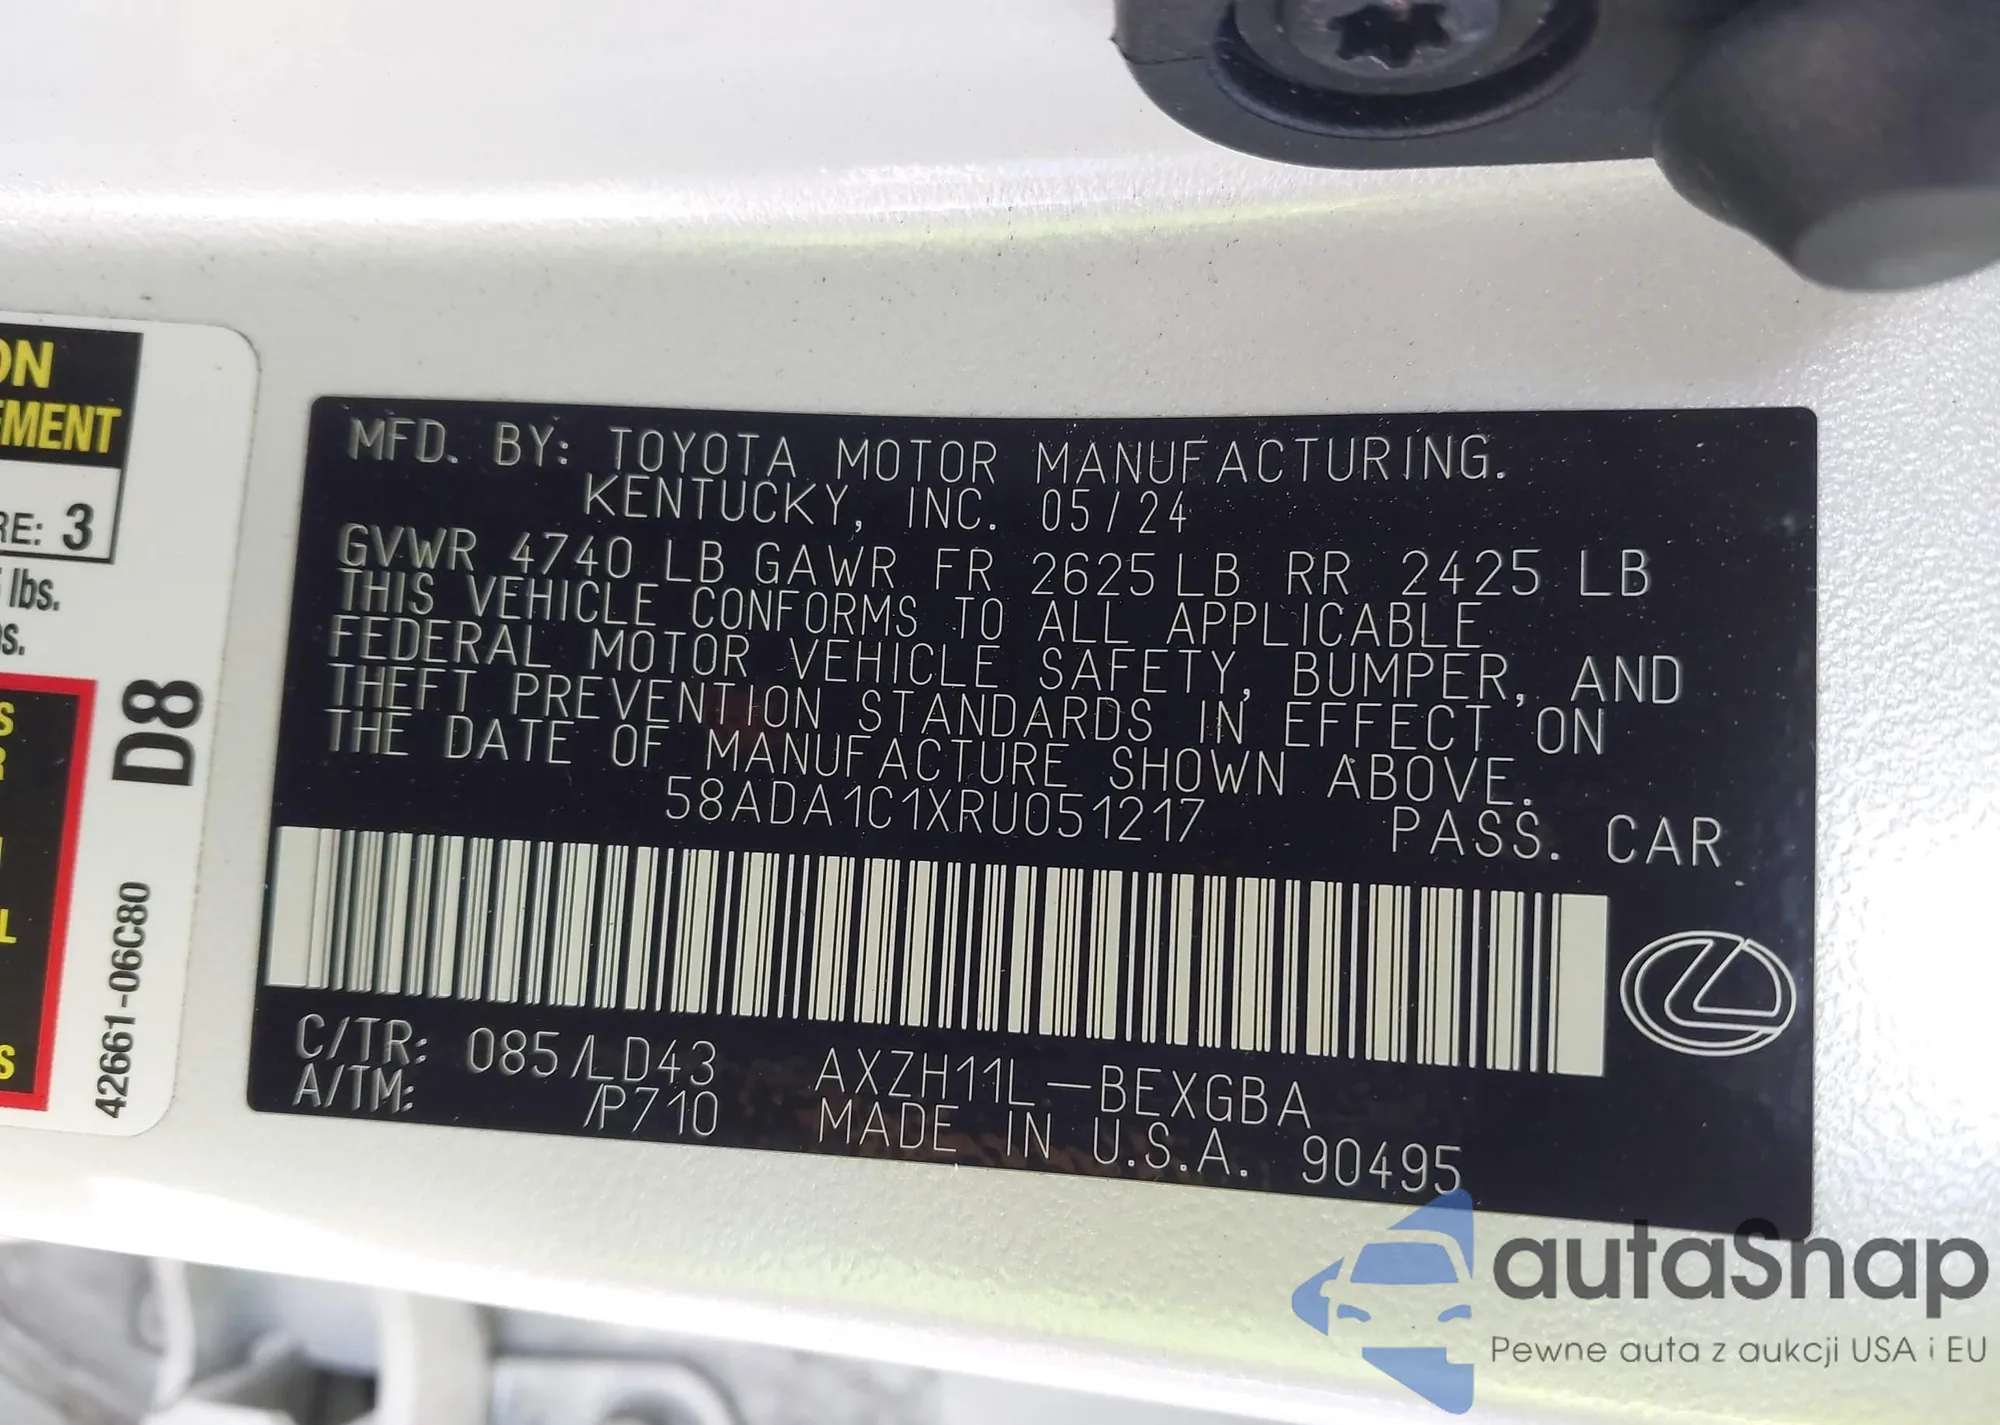 ON
EMENT
RE: 3
lbs.
S
R
L
S
D8
42661-06C80
MFD. BY: TOYOTA MOTOR MANUFACTURING.
KENTUCKY, INC. 05/24
GVWR 4740 LB GAWR FR 2625 LB RR 2425 LB
THIS VEHICLE CONFORMS TO ALL APPLICABLE
FEDERAL MOTOR VEHICLE SAFETY, BUMPER, AND
THEFT PREVENTION STANDARDS IN EFFECT ON
THE DATE OF MANUFACTURE SHOWN ABOVE.
58ADA1C1XRU051217 PASS. CAR
C/TR: 085/LD43 AXZH11L-BEXGBA
A/TM: /P710 MADE IN U.S.A. 90495
autaSnap
Pewne auta z aukcji USA i EU